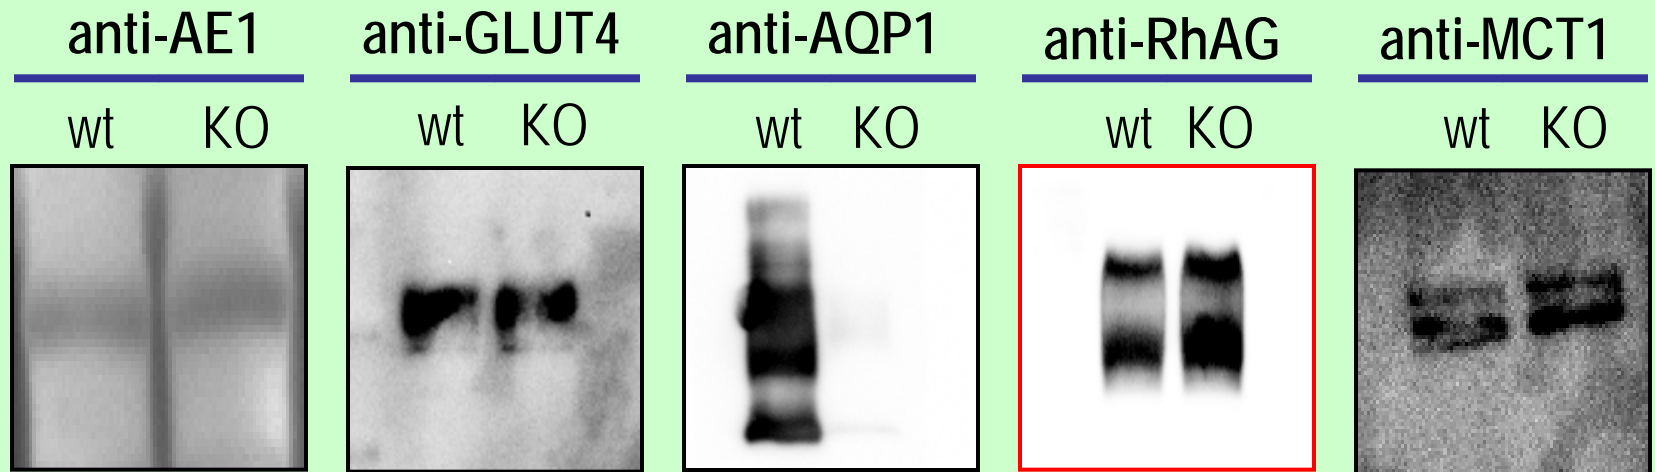 anti-AE1 anti-GLUT4 anti-AQP1 anti-RhAG anti-MCT1
wt KO wt KO wt KO wt KO wt KO